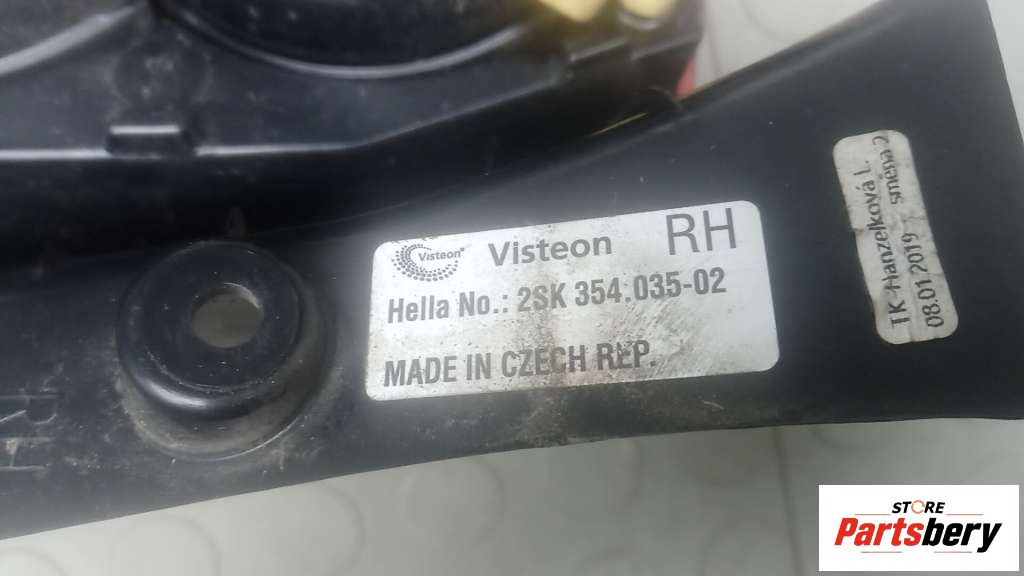 Visteon
Visteon RH
Hella No.: 2SK 354.035-02
MADE IN CZECH REP.
TK Hanzelková I.
08.01.2019 směna 2
STORE
Partsbery